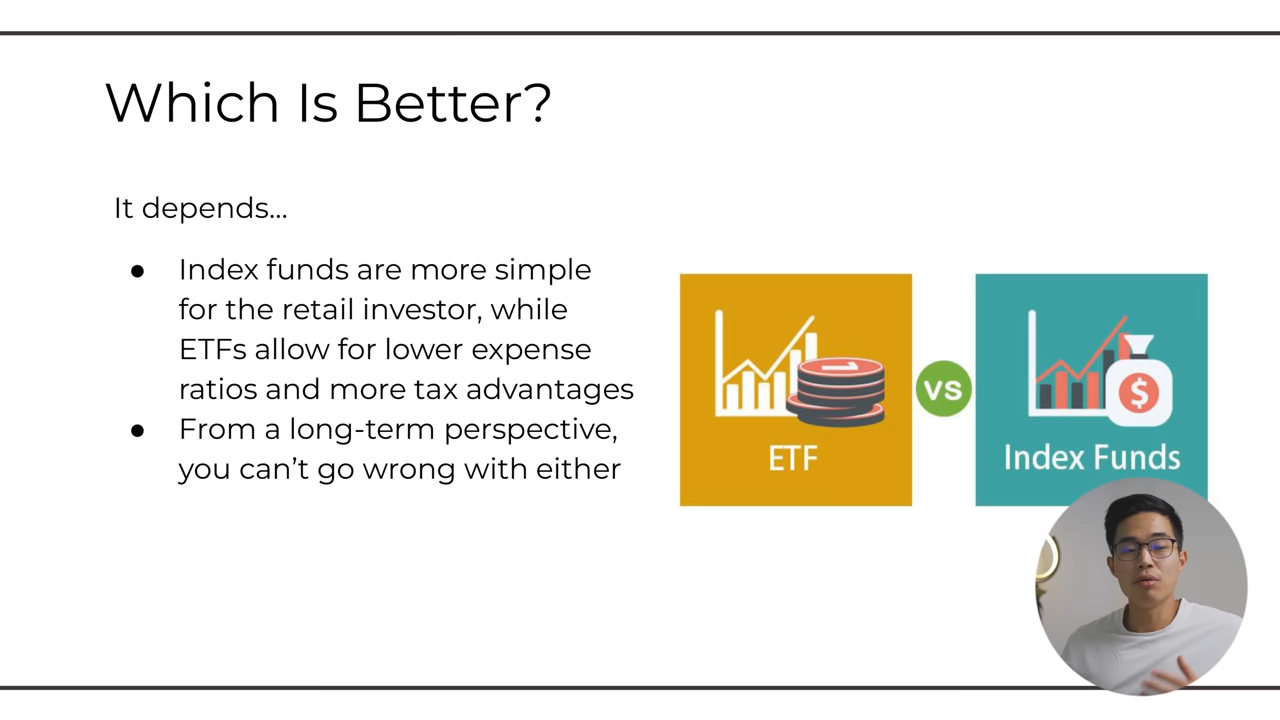 Which Is Better?
It depends...
● Index funds are more simple
for the retail investor, while
ETFs allow for lower expense
ratios and more tax advantages
● From a long-term perspective,
you can’t go wrong with either
ETF
VS
Index Funds
$
1